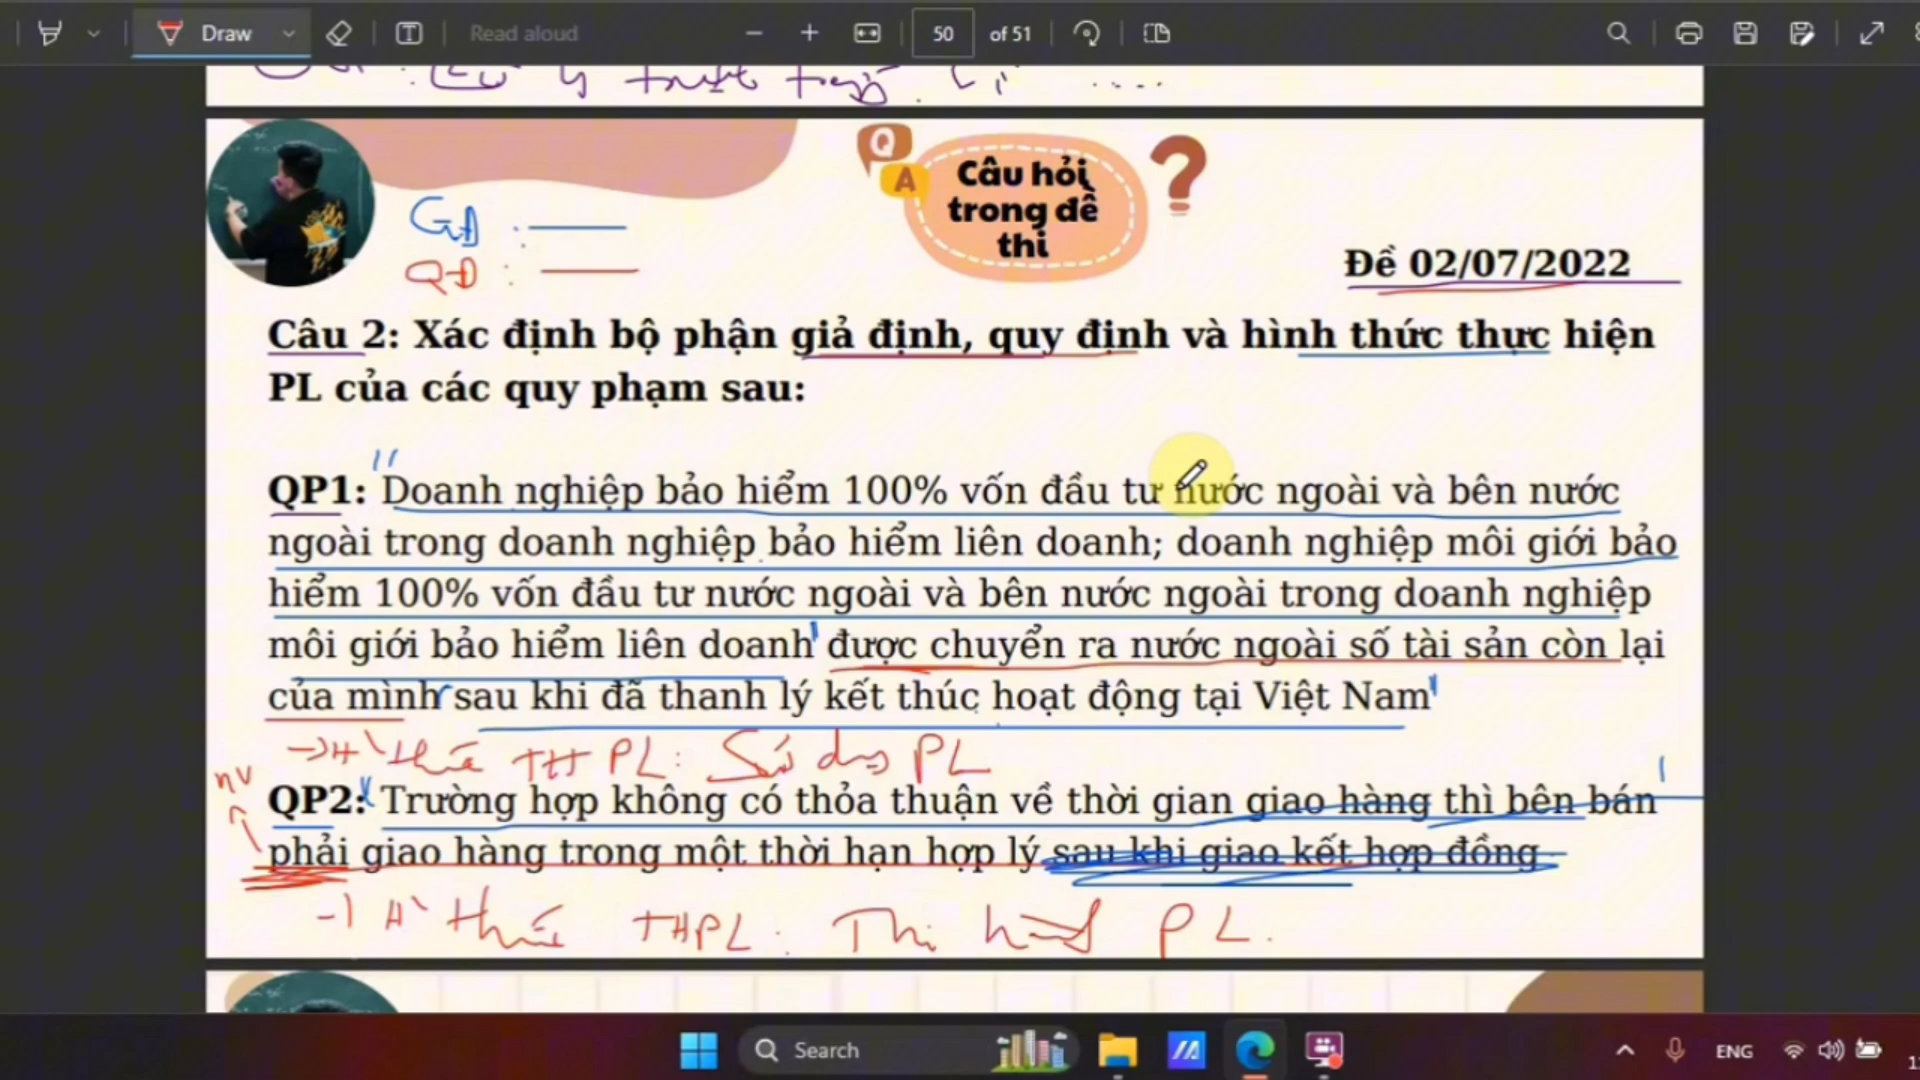 Draw
Read aloud
50 of 51
Q
A
Câu hỏi
trong đề
thi
GĐ :
QĐ :
Đề 02/07/2022
Câu 2: Xác định bộ phận giả định, quy định và hình thức thực hiện
PL của các quy phạm sau:
QP1: Doanh nghiệp bảo hiểm 100% vốn đầu tư nước ngoài và bên nước
ngoài trong doanh nghiệp bảo hiểm liên doanh; doanh nghiệp môi giới bảo
hiểm 100% vốn đầu tư nước ngoài và bên nước ngoài trong doanh nghiệp
môi giới bảo hiểm liên doanh được chuyển ra nước ngoài số tài sản còn lại
của mình sau khi đã thanh lý kết thúc hoạt động tại Việt Nam
→ H` thức TH PL: Sử dụng PL
nv
QP2: Trường hợp không có thỏa thuận về thời gian giao hàng thì bên bán
phải giao hàng trong một thời hạn hợp lý sau khi giao kết hợp đồng
→ H` thức THPL: Thi hành PL.
Search
ENG